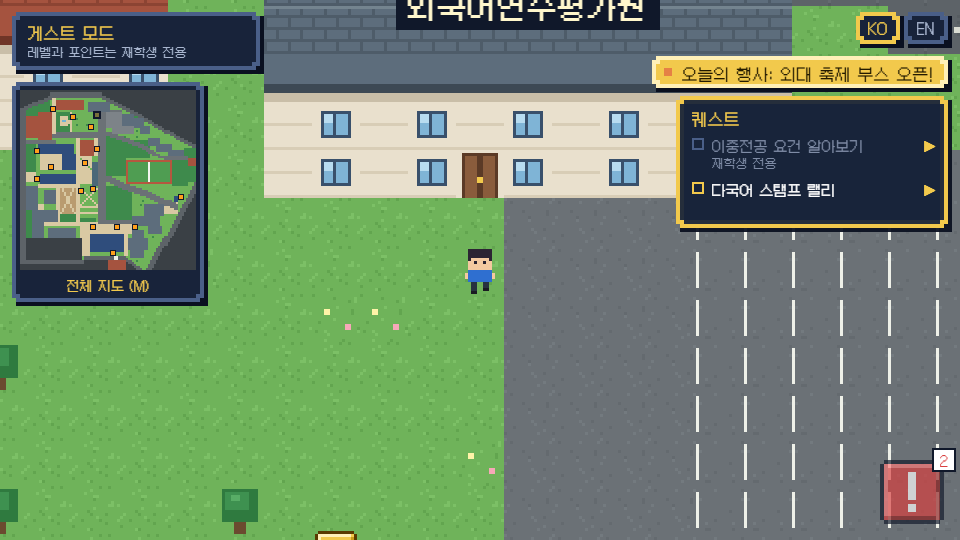 게스트 모드
레벨과 포인트는 재학생 전용
외국어연수평가원
KO
EN
오늘의 행사: 외대 축제 부스 오픈!
퀘스트
이중전공 요건 알아보기
재학생 전용
다국어 스탬프 랠리
전체 지도 (M)
2
!